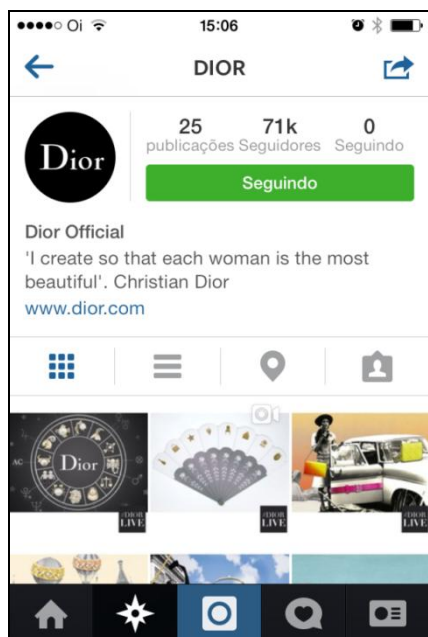 Oi 15:06
DIOR
Dior
25 71k 0
publicações Seguidores Seguindo
Seguindo
Dior Official
'I create so that each woman is the most
beautiful'. Christian Dior
www.dior.com
AC
Dior
#DIOR #DIOR #DIOR
LIVE LIVE LIVE